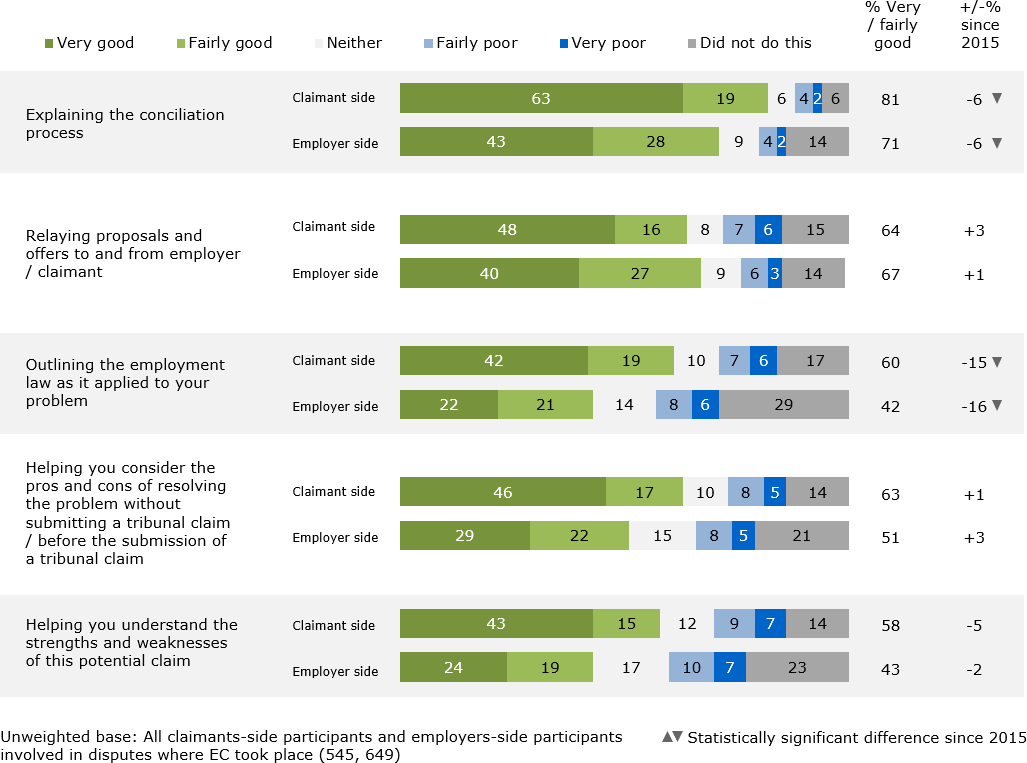 % Very / fairly good
+/-% since 2015
Very good Fairly good Neither Fairly poor Very poor Did not do this
Explaining the conciliation
process
Claimant side 63 19 6 4 2 6 81 -6 ▼
Employer side 43 28 9 4 2 14 71 -6 ▼
Relaying proposals and
offers to and from employer
/ claimant
Claimant side 48 16 8 7 6 15 64 +3
Employer side 40 27 9 6 3 14 67 +1
Outlining the employment
law as it applied to your
problem
Claimant side 42 19 10 7 6 17 60 -15 ▼
Employer side 22 21 14 8 6 29 42 -16 ▼
Helping you consider the
pros and cons of resolving
the problem without
submitting a tribunal claim
/ before the submission of
a tribunal claim
Claimant side 46 17 10 8 5 14 63 +1
Employer side 29 22 15 8 5 21 51 +3
Helping you understand the
strengths and weaknesses
of this potential claim
Claimant side 43 15 12 9 7 14 58 -5
Employer side 24 19 17 10 7 23 43 -2
Unweighted base: All claimants-side participants and employers-side participants
involved in disputes where EC took place (545, 649)
▲▼ Statistically significant difference since 2015